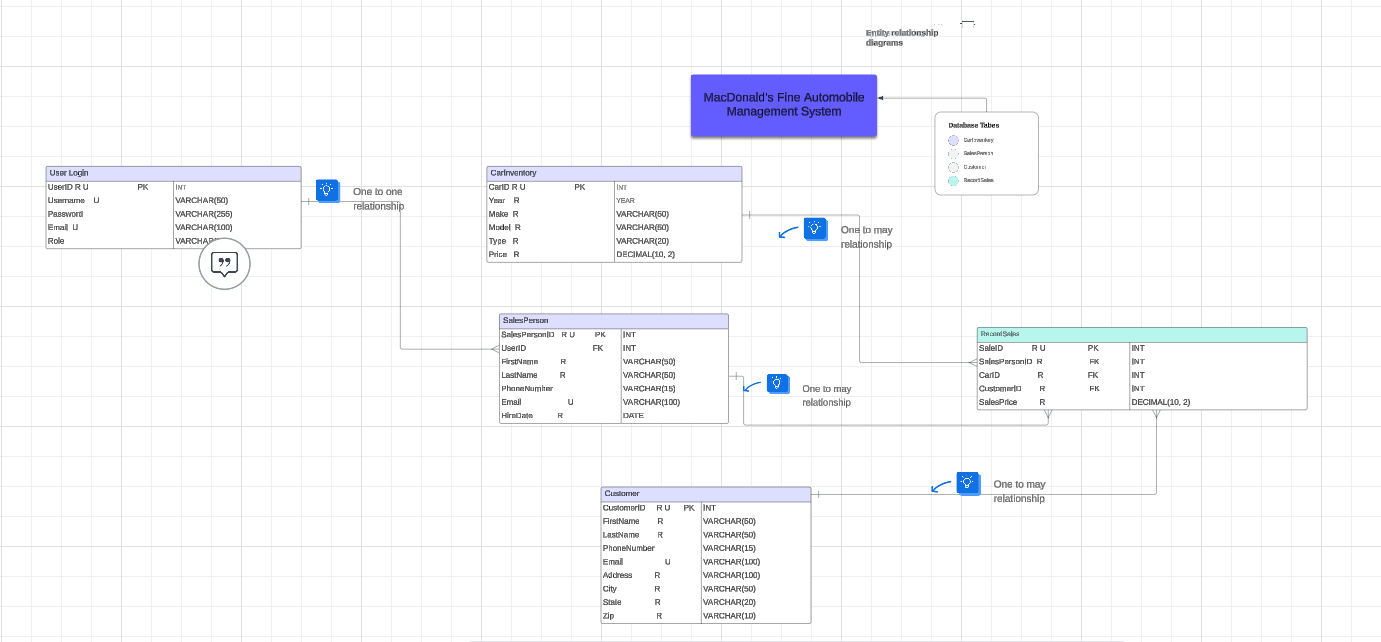 Entity relationship
diagrams
MacDonald's Fine Automobile
Management System
Database Tables
CarInventory
SalesPerson
Customer
RecordSales
User Login
UserID R U PK INT
Username U VARCHAR(50)
Password VARCHAR(255)
Email U VARCHAR(100)
Role
One to one
relationship
CarInventory
CarID R U PK INT
Year R YEAR
Make R VARCHAR(50)
Model R VARCHAR(50)
Type R VARCHAR(20)
Price R DECIMAL(10, 2)
One to may
relationship
SalesPerson
SalesPersonID R U PK INT
UserID FK INT
FirstName R VARCHAR(50)
LastName R VARCHAR(50)
PhoneNumber VARCHAR(15)
Email U VARCHAR(100)
HireDate R DATE
One to may
relationship
RecordSales
SaleID R U PK INT
SalesPersonID R FK INT
CarID R FK INT
CustomerID R FK INT
SalesPrice R DECIMAL(10, 2)
One to may
relationship
Customer
CustomerID R U PK INT
FirstName R VARCHAR(50)
LastName R VARCHAR(50)
PhoneNumber VARCHAR(15)
Email U VARCHAR(100)
Address R VARCHAR(100)
City R VARCHAR(50)
State R VARCHAR(20)
Zip R VARCHAR(10)